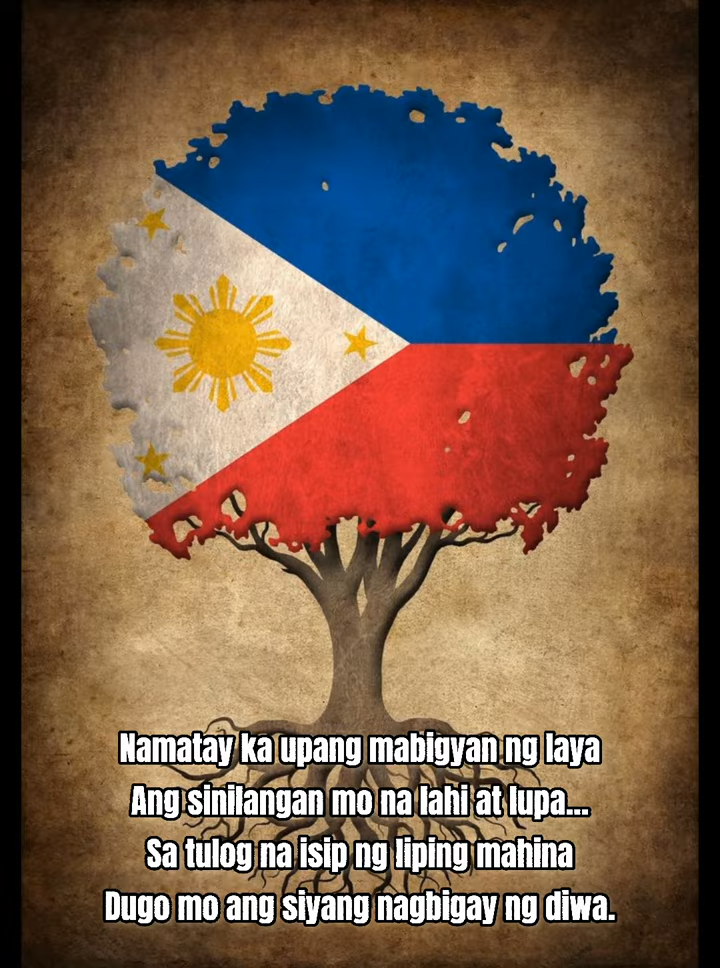 Namatay ka upang mabigyan ng laya
Ang sinilangan mo na lahi at lupa...
Sa tulog na isip ng liping mahina
Dugo mo ang siyang nagbigay ng diwa.